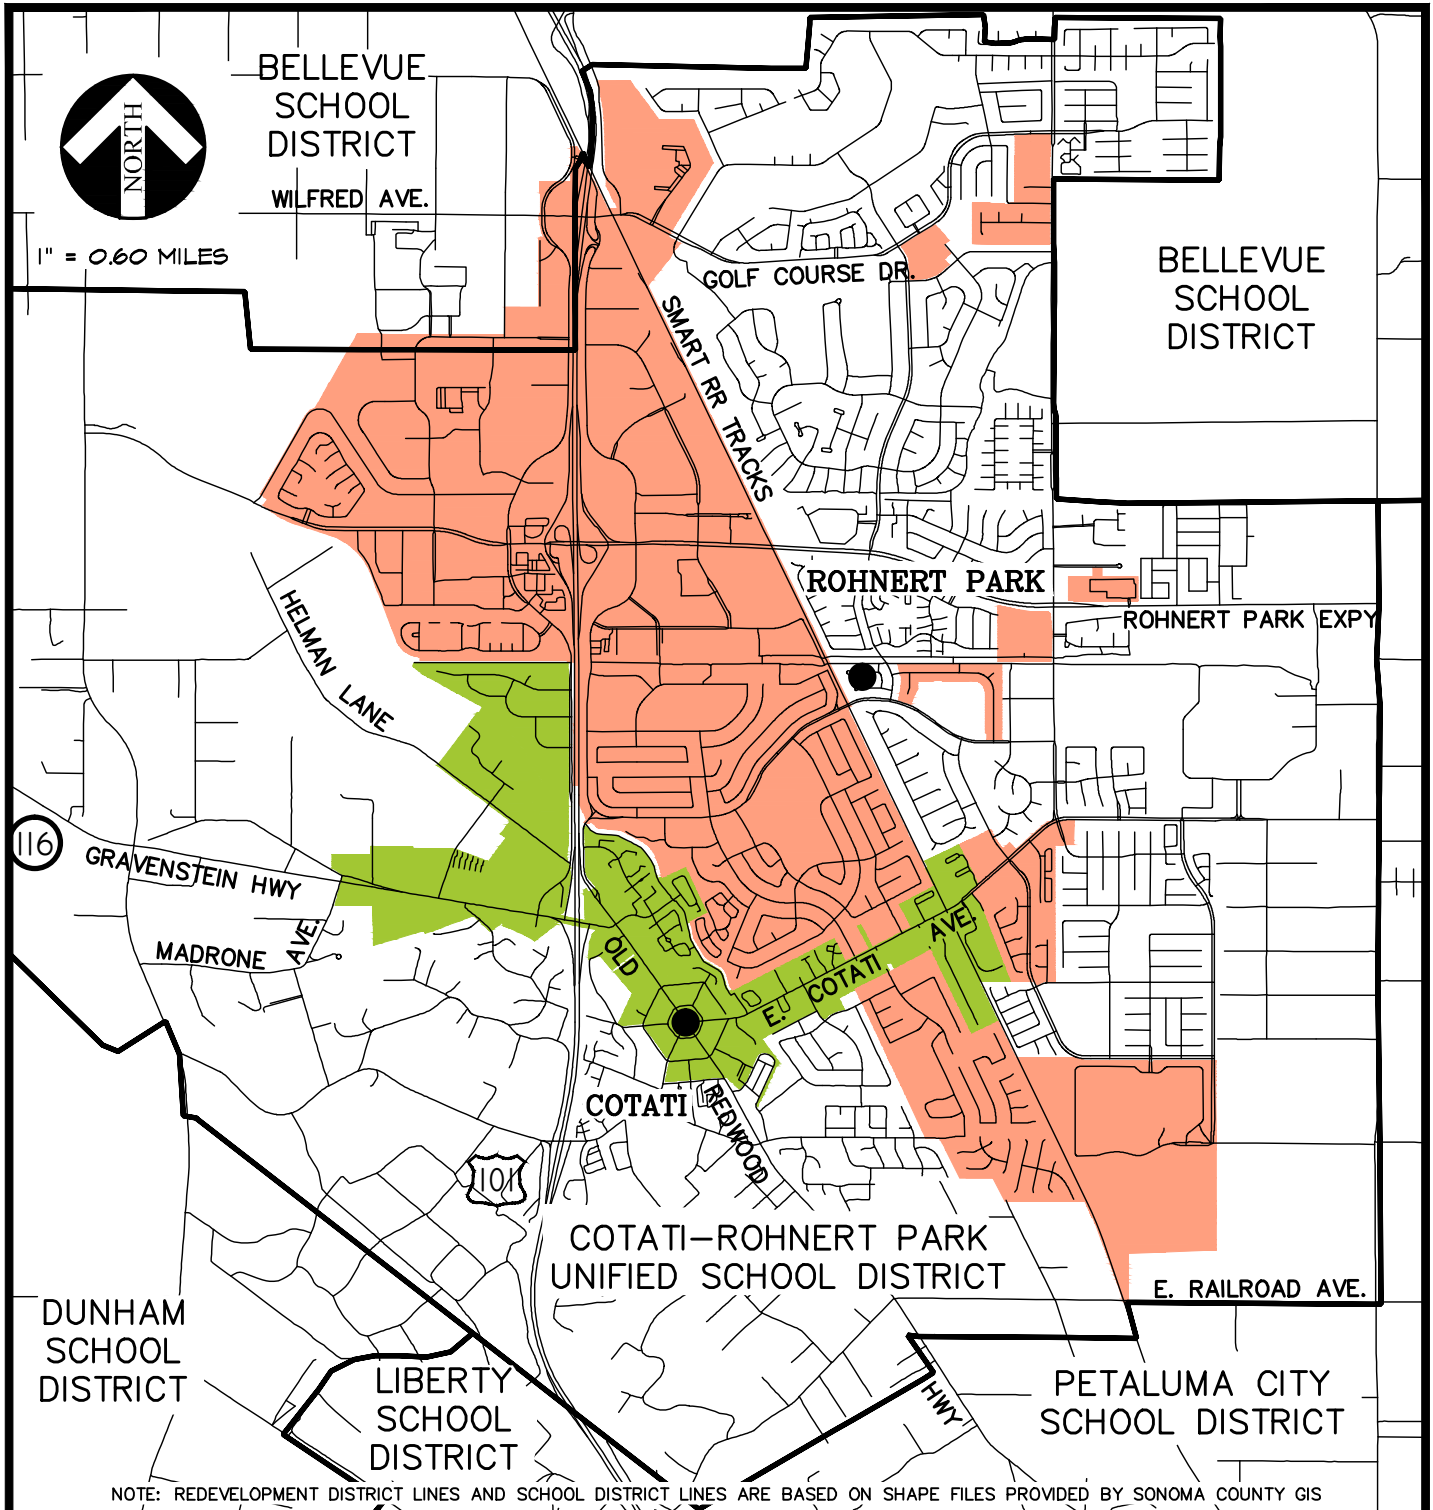 BELLEVUE
SCHOOL
DISTRICT
NORTH
WILFRED AVE.
1" = 0.60 MILES
GOLF COURSE DR.
BELLEVUE
SCHOOL
DISTRICT
SMART RR TRACKS
ROHNERT PARK
ROHNERT PARK EXPY
HELMAN LANE
116
GRAVENSTEIN HWY
MADRONE AVE.
OLD
E. COTATI AVE.
COTATI
REDWOOD
101
COTATI-ROHNERT PARK
UNIFIED SCHOOL DISTRICT
E. RAILROAD AVE.
DUNHAM
SCHOOL
DISTRICT
LIBERTY
SCHOOL
DISTRICT
HWY
PETALUMA CITY
SCHOOL DISTRICT
NOTE: REDEVELOPMENT DISTRICT LINES AND SCHOOL DISTRICT LINES ARE BASED ON SHAPE FILES PROVIDED BY SONOMA COUNTY GIS